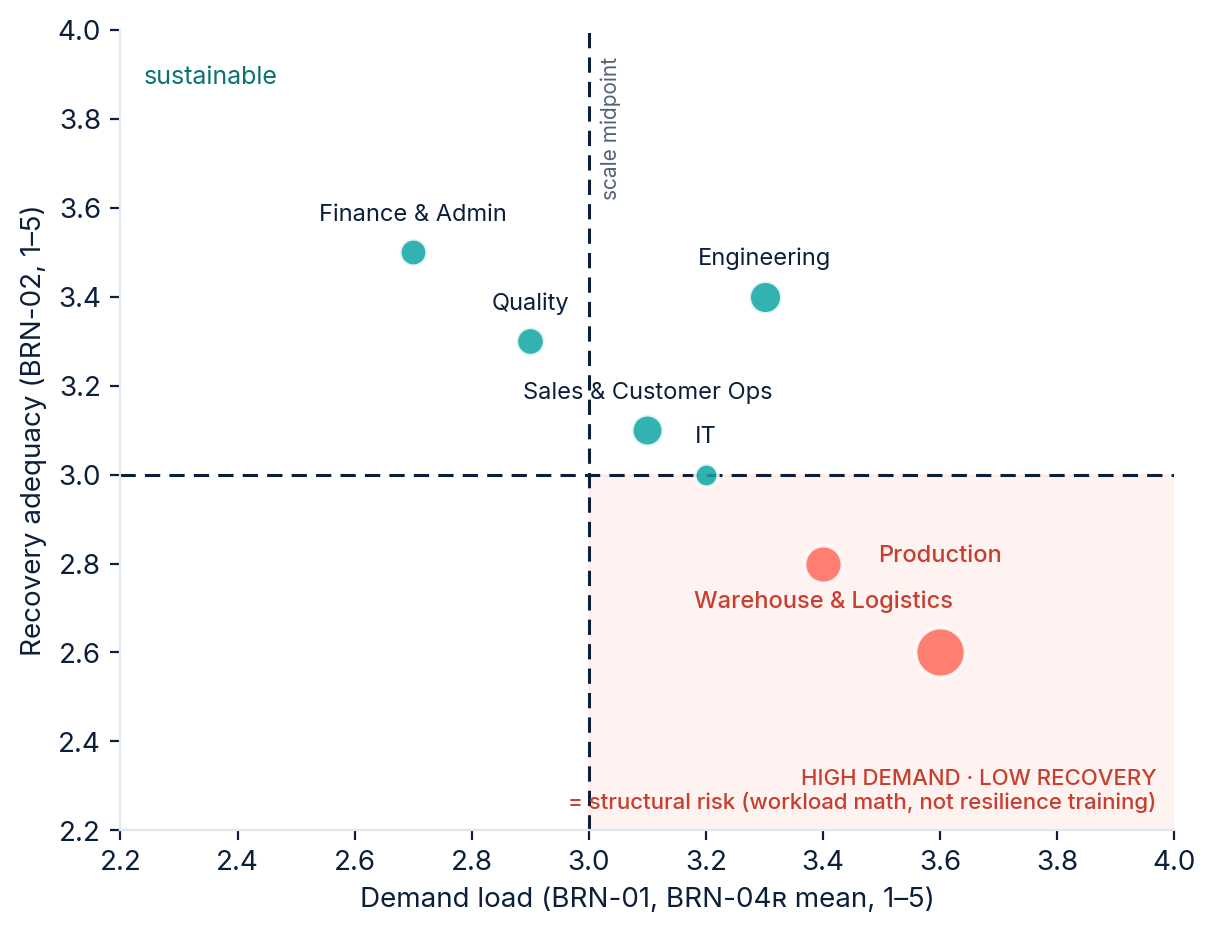 4.0
sustainable
scale midpoint
3.8
3.6
Finance & Admin
Engineering
3.4
Quality
3.2
Sales & Customer Ops
IT
3.0
2.8
Production
Warehouse & Logistics
2.6
2.4
HIGH DEMAND · LOW RECOVERY
= structural risk (workload math, not resilience training)
2.2
Recovery adequacy (BRN-02, 1–5)
2.2 2.4 2.6 2.8 3.0 3.2 3.4 3.6 3.8 4.0
Demand load (BRN-01, BRN-04ʀ mean, 1–5)